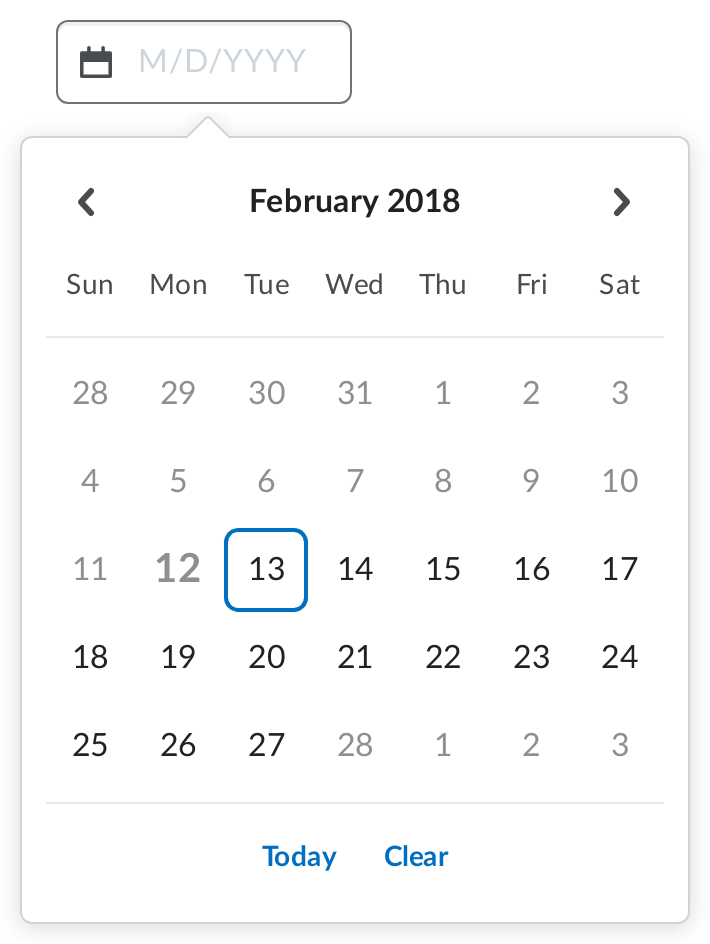 M/D/YYYY
February 2018
Sun Mon Tue Wed Thu Fri Sat
28 29 30 31 1 2 3
4 5 6 7 8 9 10
11 12 13 14 15 16 17
18 19 20 21 22 23 24
25 26 27 28 1 2 3
Today Clear